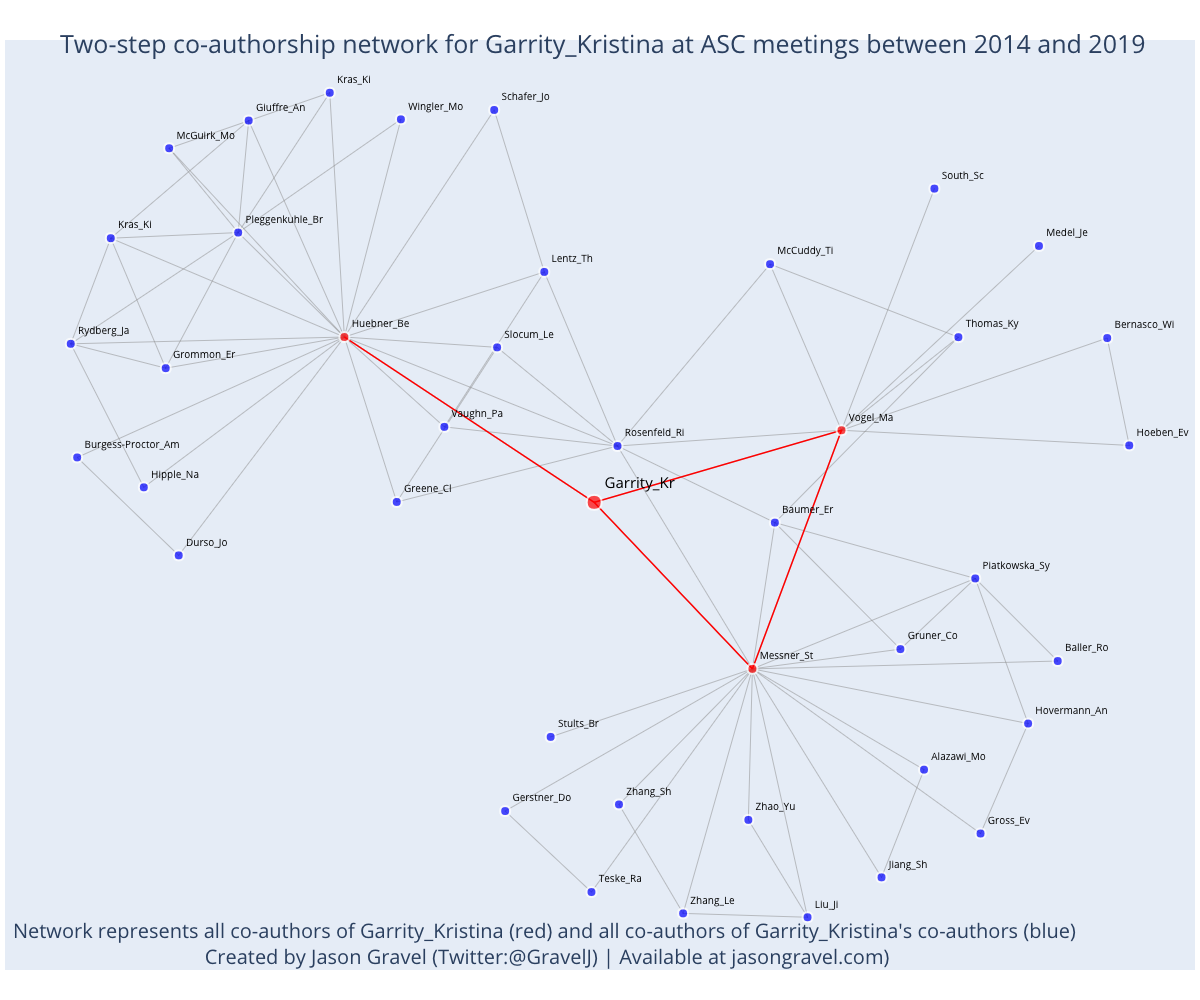 Two-step co-authorship network for Garrity_Kristina at ASC meetings between 2014 and 2019
Kras_Ki
Schafer_Jo
Giuffre_An
Wingler_Mo
McGuirk_Mo
South_Sc
Pleggenkuhle_Br
Kras_Ki
Medel_Je
McCuddy_Ti
Lentz_Th
Huebner_Be
Thomas_Ky
Bernasco_Wi
Rydberg_Ja
Slocum_Le
Grommon_Er
Vaughn_Pa
Vogel_Ma
Rosenfeld_Ri
Hoeben_Ev
Burgess-Proctor_Am
Hipple_Na
Garrity_Kr
Greene_Cl
Baumer_Er
Durso_Jo
Piatkowska_Sy
Gruner_Co
Baller_Ro
Messner_St
Hovermann_An
Stults_Br
Alazawi_Mo
Zhang_Sh
Gerstner_Do
Zhao_Yu
Gross_Ev
Jiang_Sh
Teske_Ra
Zhang_Le
Liu_Ji
Network represents all co-authors of Garrity_Kristina (red) and all co-authors of Garrity_Kristina's co-authors (blue)
Created by Jason Gravel (Twitter:@GravelJ) | Available at jasongravel.com)